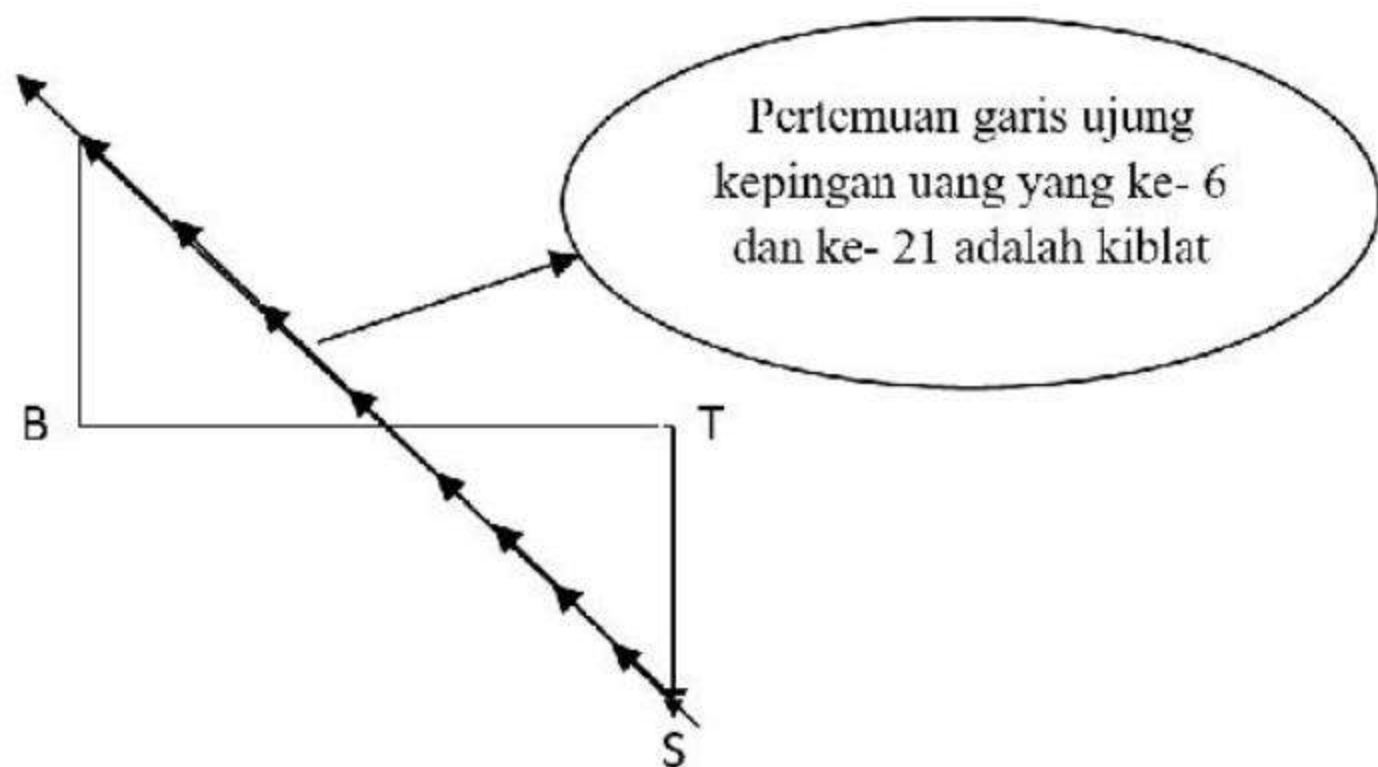 Pertemuan garis ujung
kepingan uang yang ke- 6
dan ke- 21 adalah kiblat
B
T
S